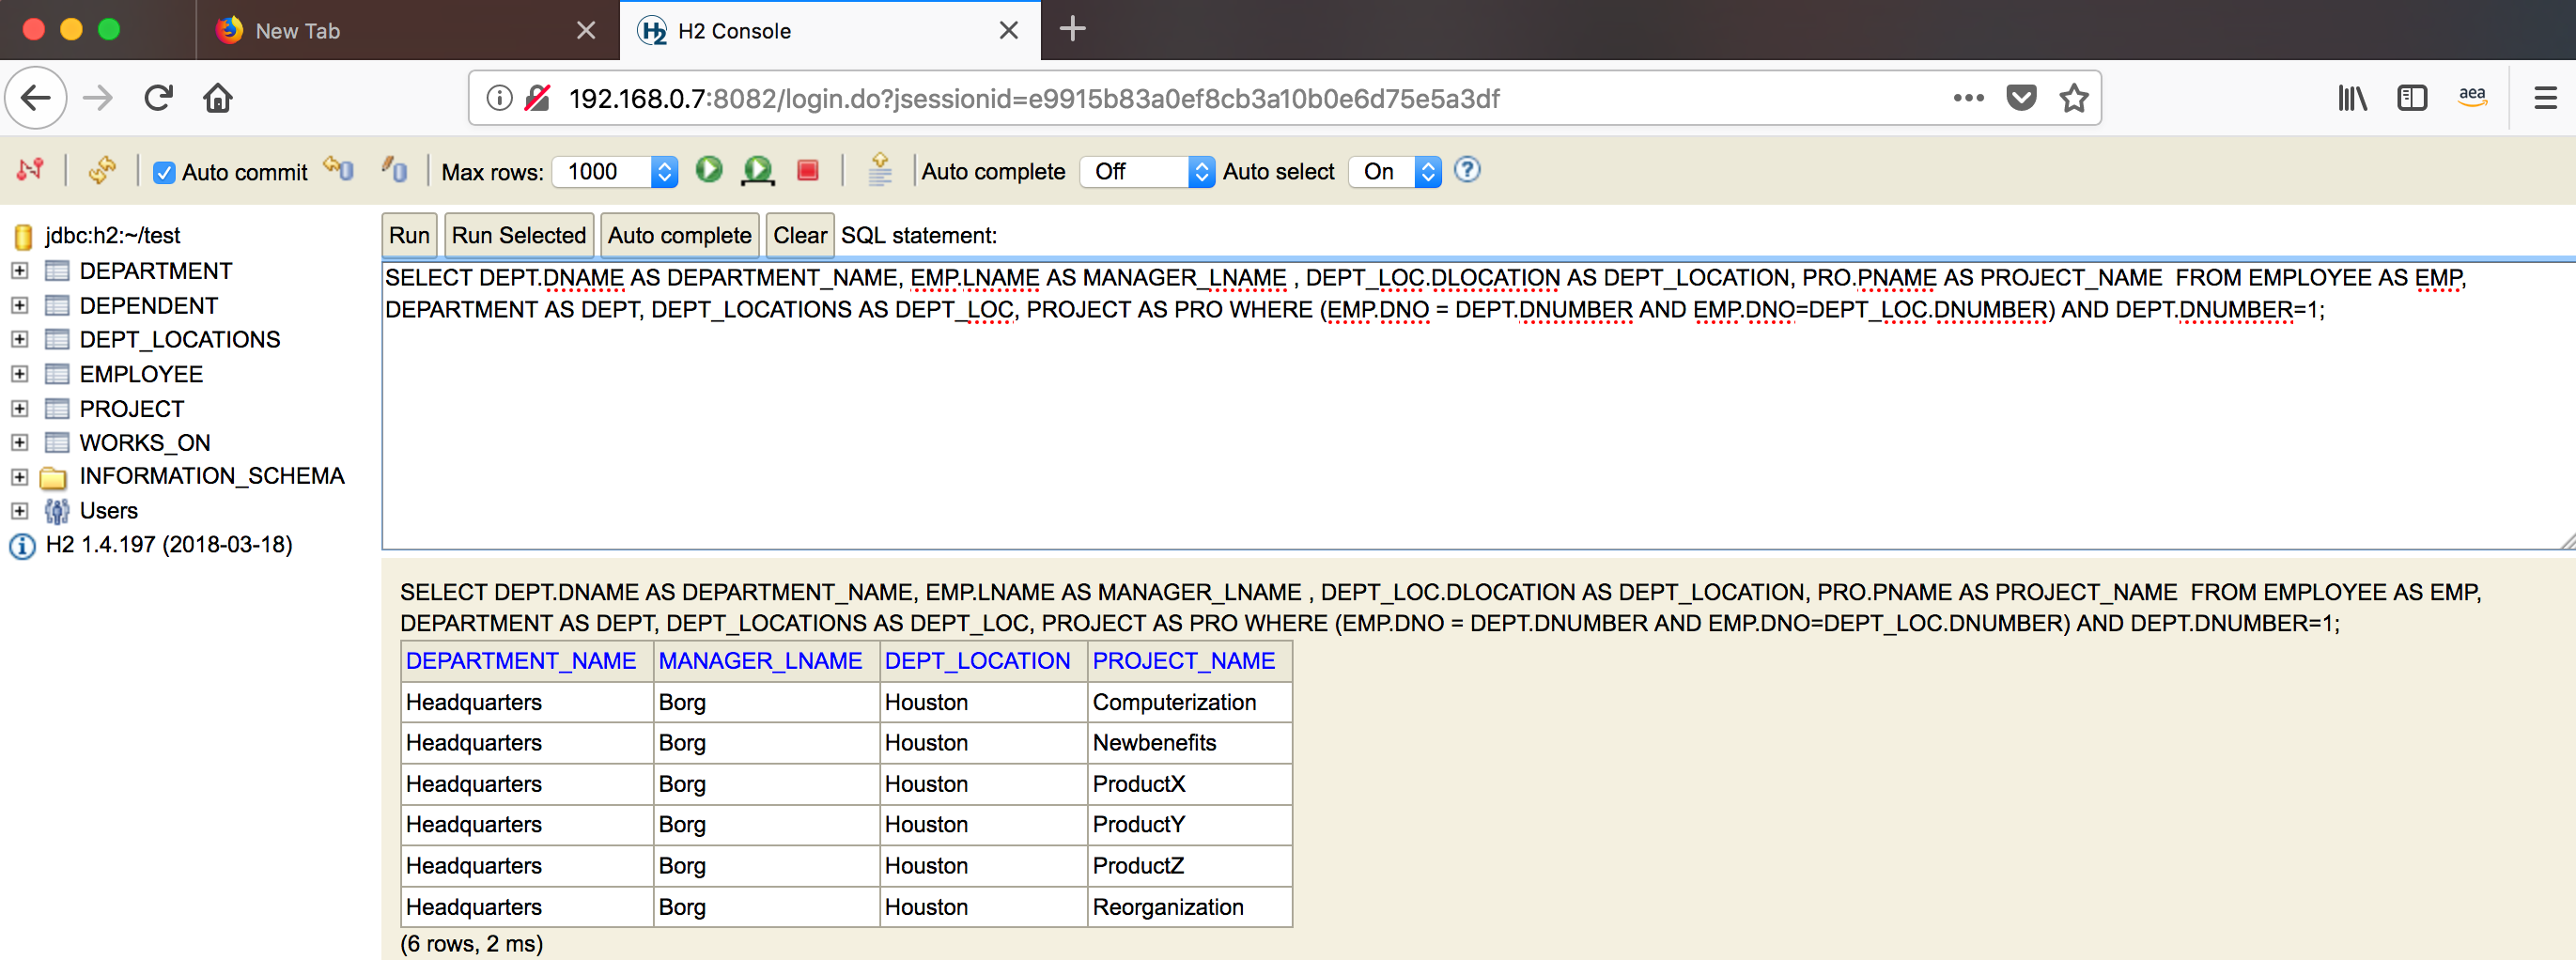 New Tab
H2 Console
192.168.0.7:8082/login.do?jsessionid=e9915b83a0ef8cb3a10b0e6d75e5a3df
aea
Auto commit
Max rows: 1000
Auto complete Off Auto select On
jdbc:h2:~/test
DEPARTMENT
DEPENDENT
DEPT_LOCATIONS
EMPLOYEE
PROJECT
WORKS_ON
INFORMATION_SCHEMA
Users
H2 1.4.197 (2018-03-18)
Run Run Selected Auto complete Clear SQL statement:
SELECT DEPT.DNAME AS DEPARTMENT_NAME, EMP.LNAME AS MANAGER_LNAME , DEPT_LOC.DLOCATION AS DEPT_LOCATION, PRO.PNAME AS PROJECT_NAME  FROM EMPLOYEE AS EMP,
DEPARTMENT AS DEPT, DEPT_LOCATIONS AS DEPT_LOC, PROJECT AS PRO WHERE (EMP.DNO = DEPT.DNUMBER AND EMP.DNO=DEPT_LOC.DNUMBER) AND DEPT.DNUMBER=1;
SELECT DEPT.DNAME AS DEPARTMENT_NAME, EMP.LNAME AS MANAGER_LNAME , DEPT_LOC.DLOCATION AS DEPT_LOCATION, PRO.PNAME AS PROJECT_NAME  FROM EMPLOYEE AS EMP,
DEPARTMENT AS DEPT, DEPT_LOCATIONS AS DEPT_LOC, PROJECT AS PRO WHERE (EMP.DNO = DEPT.DNUMBER AND EMP.DNO=DEPT_LOC.DNUMBER) AND DEPT.DNUMBER=1;
DEPARTMENT_NAME MANAGER_LNAME DEPT_LOCATION PROJECT_NAME
Headquarters Borg Houston Computerization
Headquarters Borg Houston Newbenefits
Headquarters Borg Houston ProductX
Headquarters Borg Houston ProductY
Headquarters Borg Houston ProductZ
Headquarters Borg Houston Reorganization
(6 rows, 2 ms)